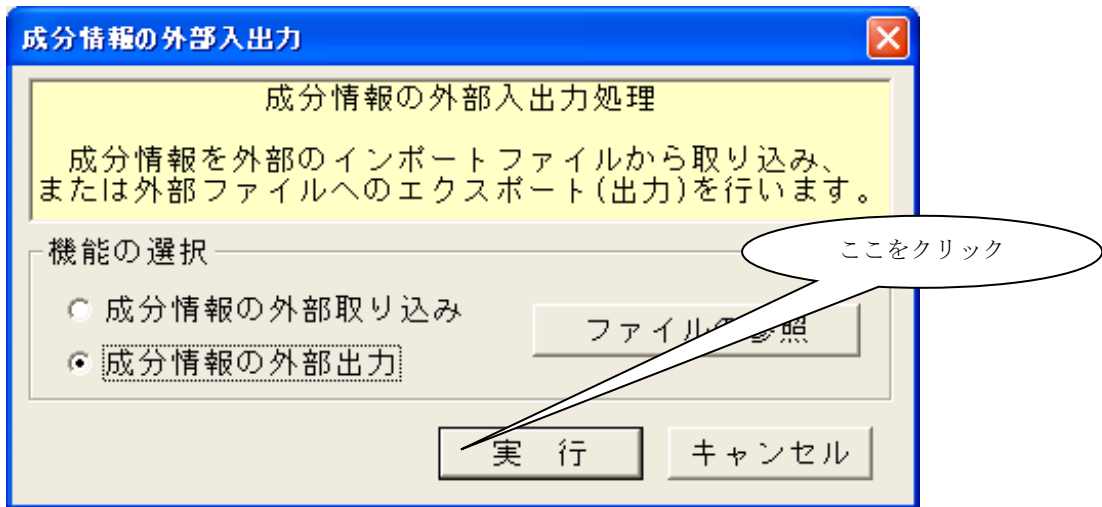 成分情報の外部入出力
成分情報の外部入出力処理
成分情報を外部のインポートファイルから取り込み、
または外部ファイルへのエクスポート(出力)を行います。
機能の選択
ここをクリック
成分情報の外部取り込み
ファイルの参照
成分情報の外部出力
実 行
キャンセル